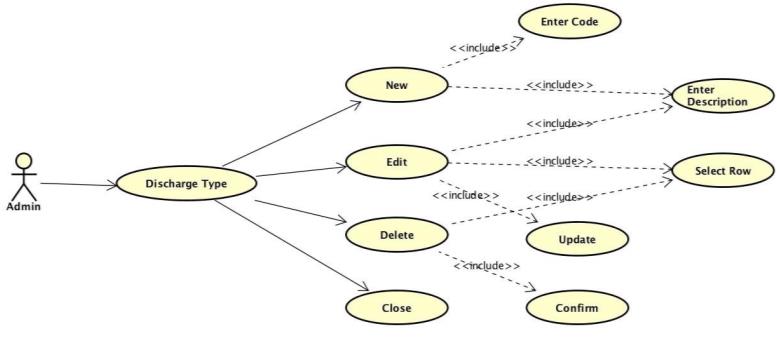 Enter Code
<<include>>
New
<<include>>
Enter
Description
<<include>>
Edit
<<include>>
Select Row
Discharge Type
Admin
<<include>>
<<include>>
Delete
Update
<<include>>
Close
Confirm